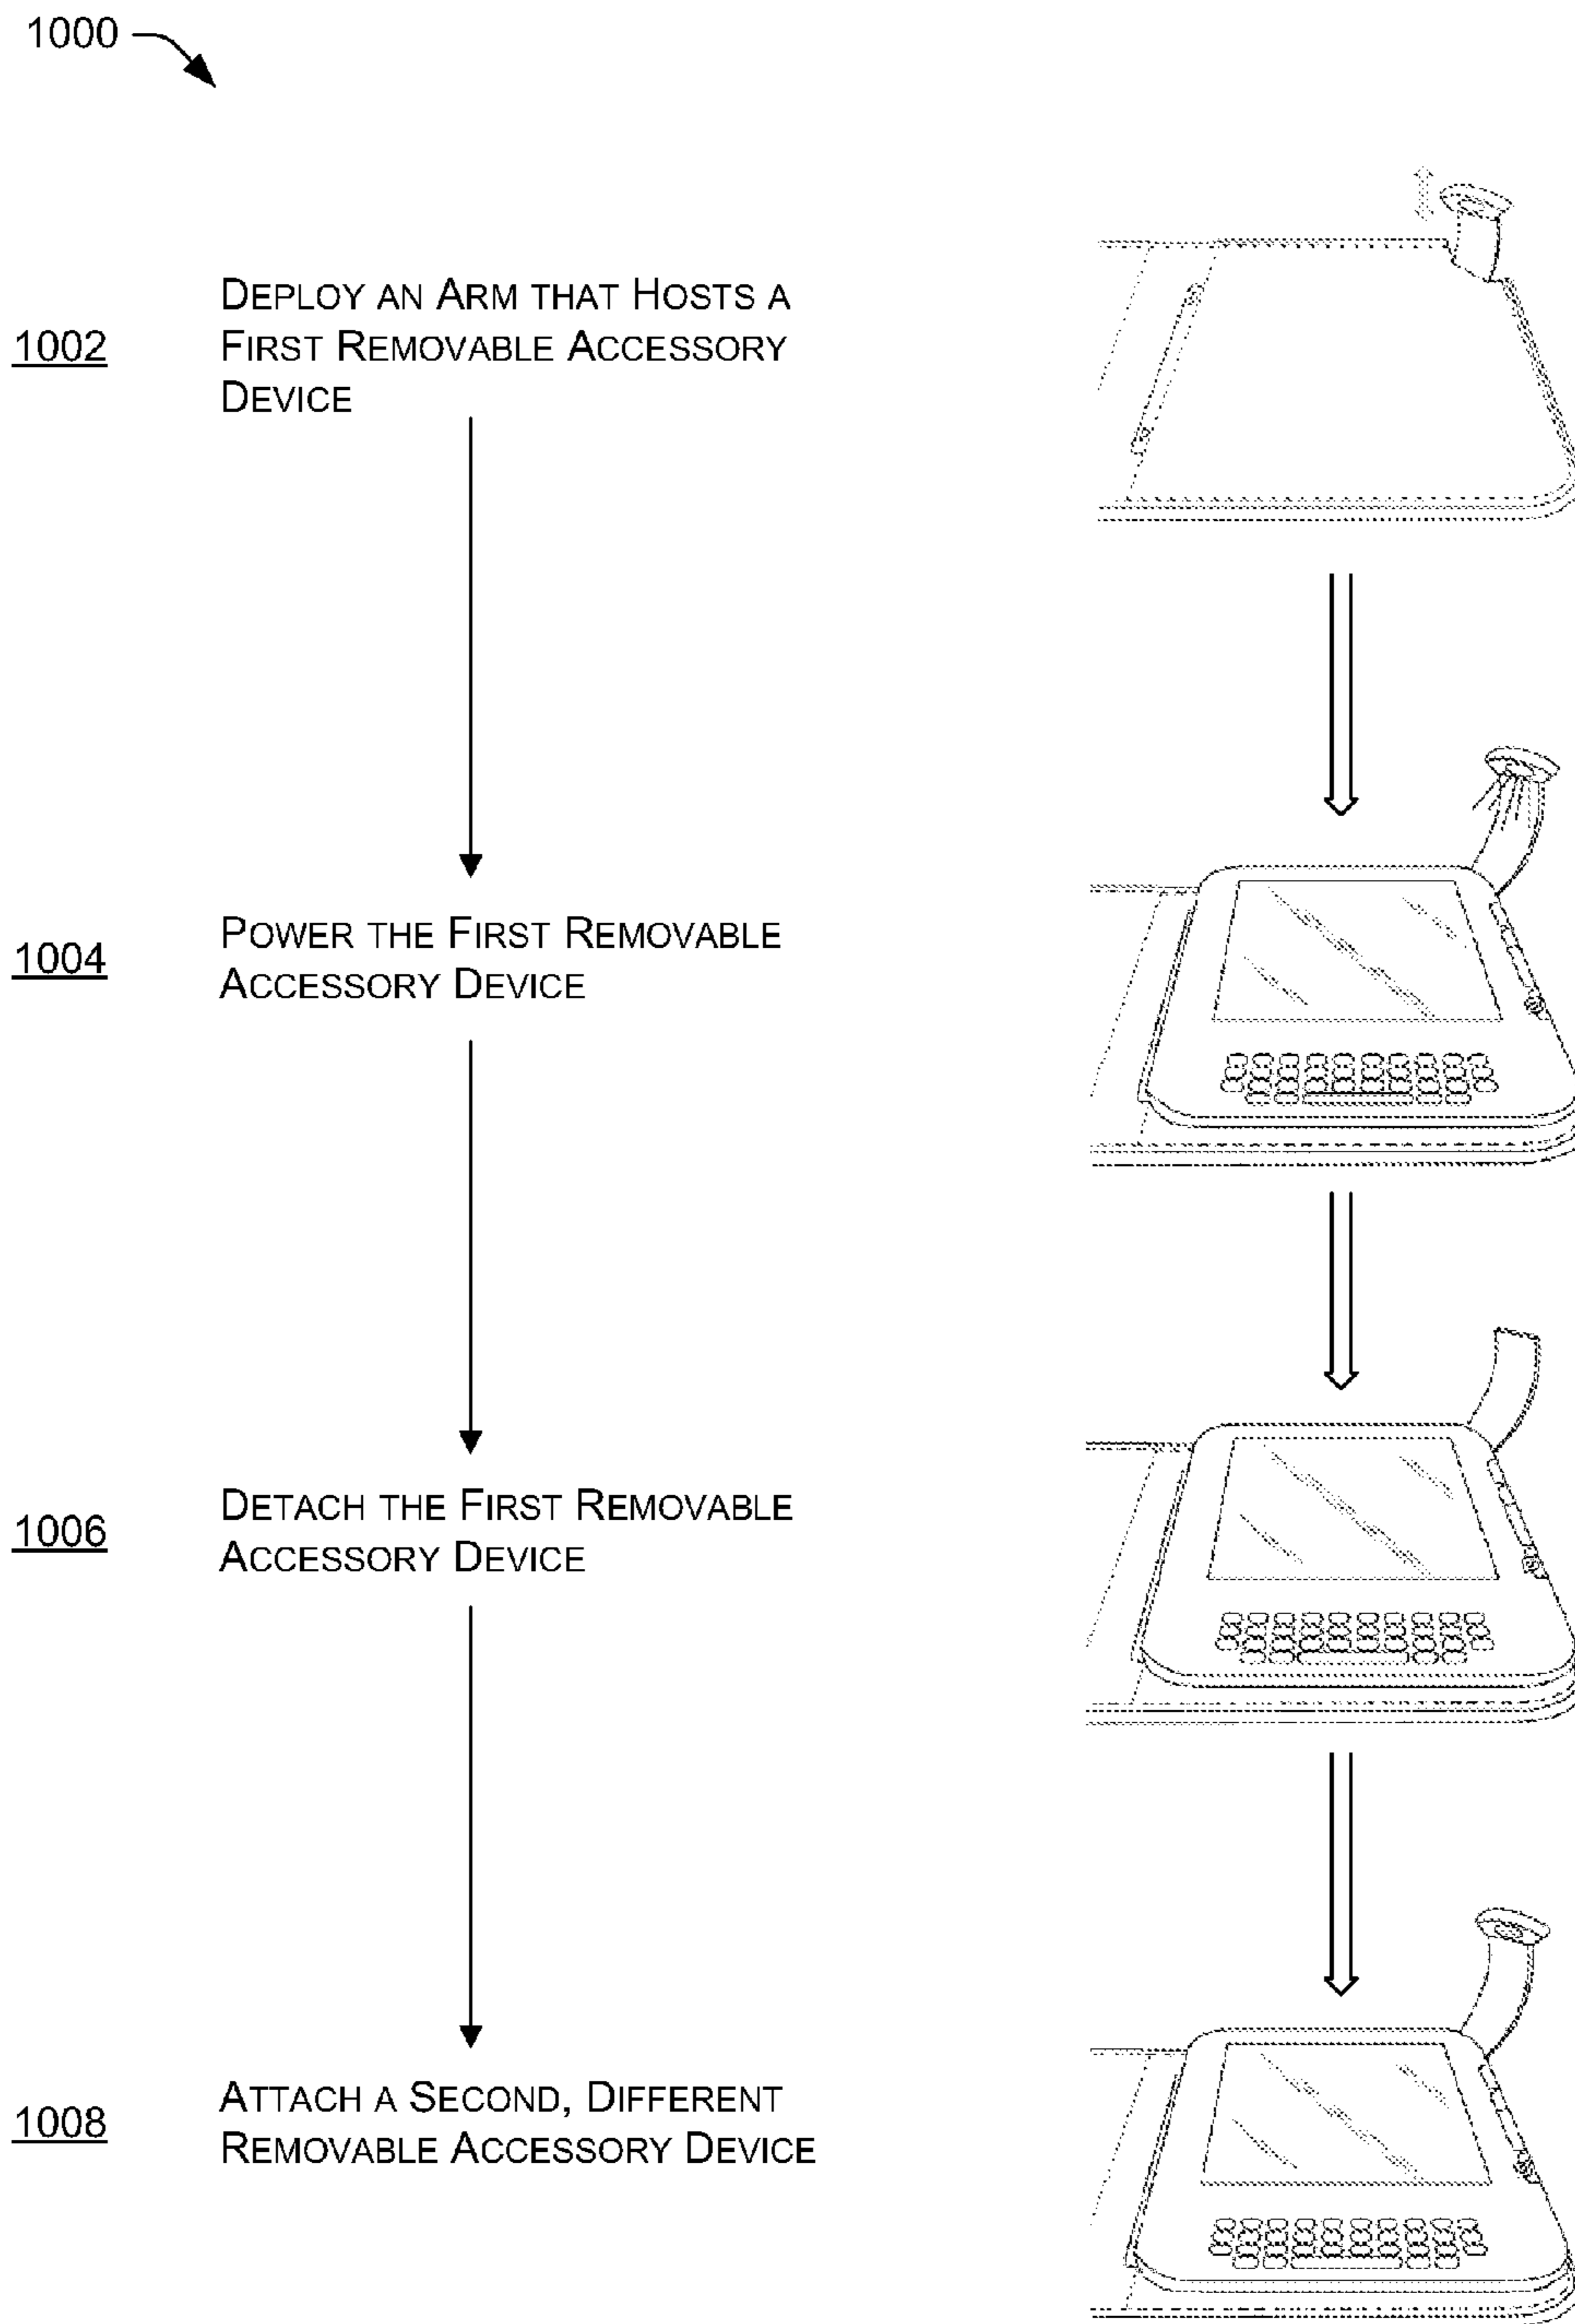 1000
1002
DEPLOY AN ARM THAT HOSTS A
FIRST REMOVABLE ACCESSORY
DEVICE
1004
POWER THE FIRST REMOVABLE
ACCESSORY DEVICE
1006
DETACH THE FIRST REMOVABLE
ACCESSORY DEVICE
1008
ATTACH A SECOND, DIFFERENT
REMOVABLE ACCESSORY DEVICE